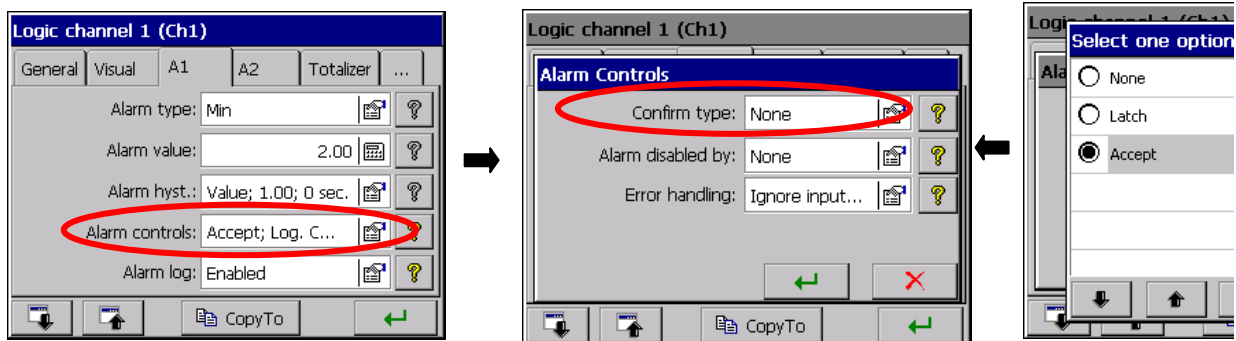 Logic channel 1 (Ch1)
General Visual A1 A2 Totalizer ...
Alarm type: Min
Alarm value: 2.00
Alarm hyst.: Value; 1.00; 0 sec.
Alarm controls: Accept; Log. C...
Alarm log: Enabled
CopyTo
Logic channel 1 (Ch1)
Alarm Controls
Confirm type: None
Alarm disabled by: None
Error handling: Ignore input...
CopyTo
Select one option
None
Latch
Accept